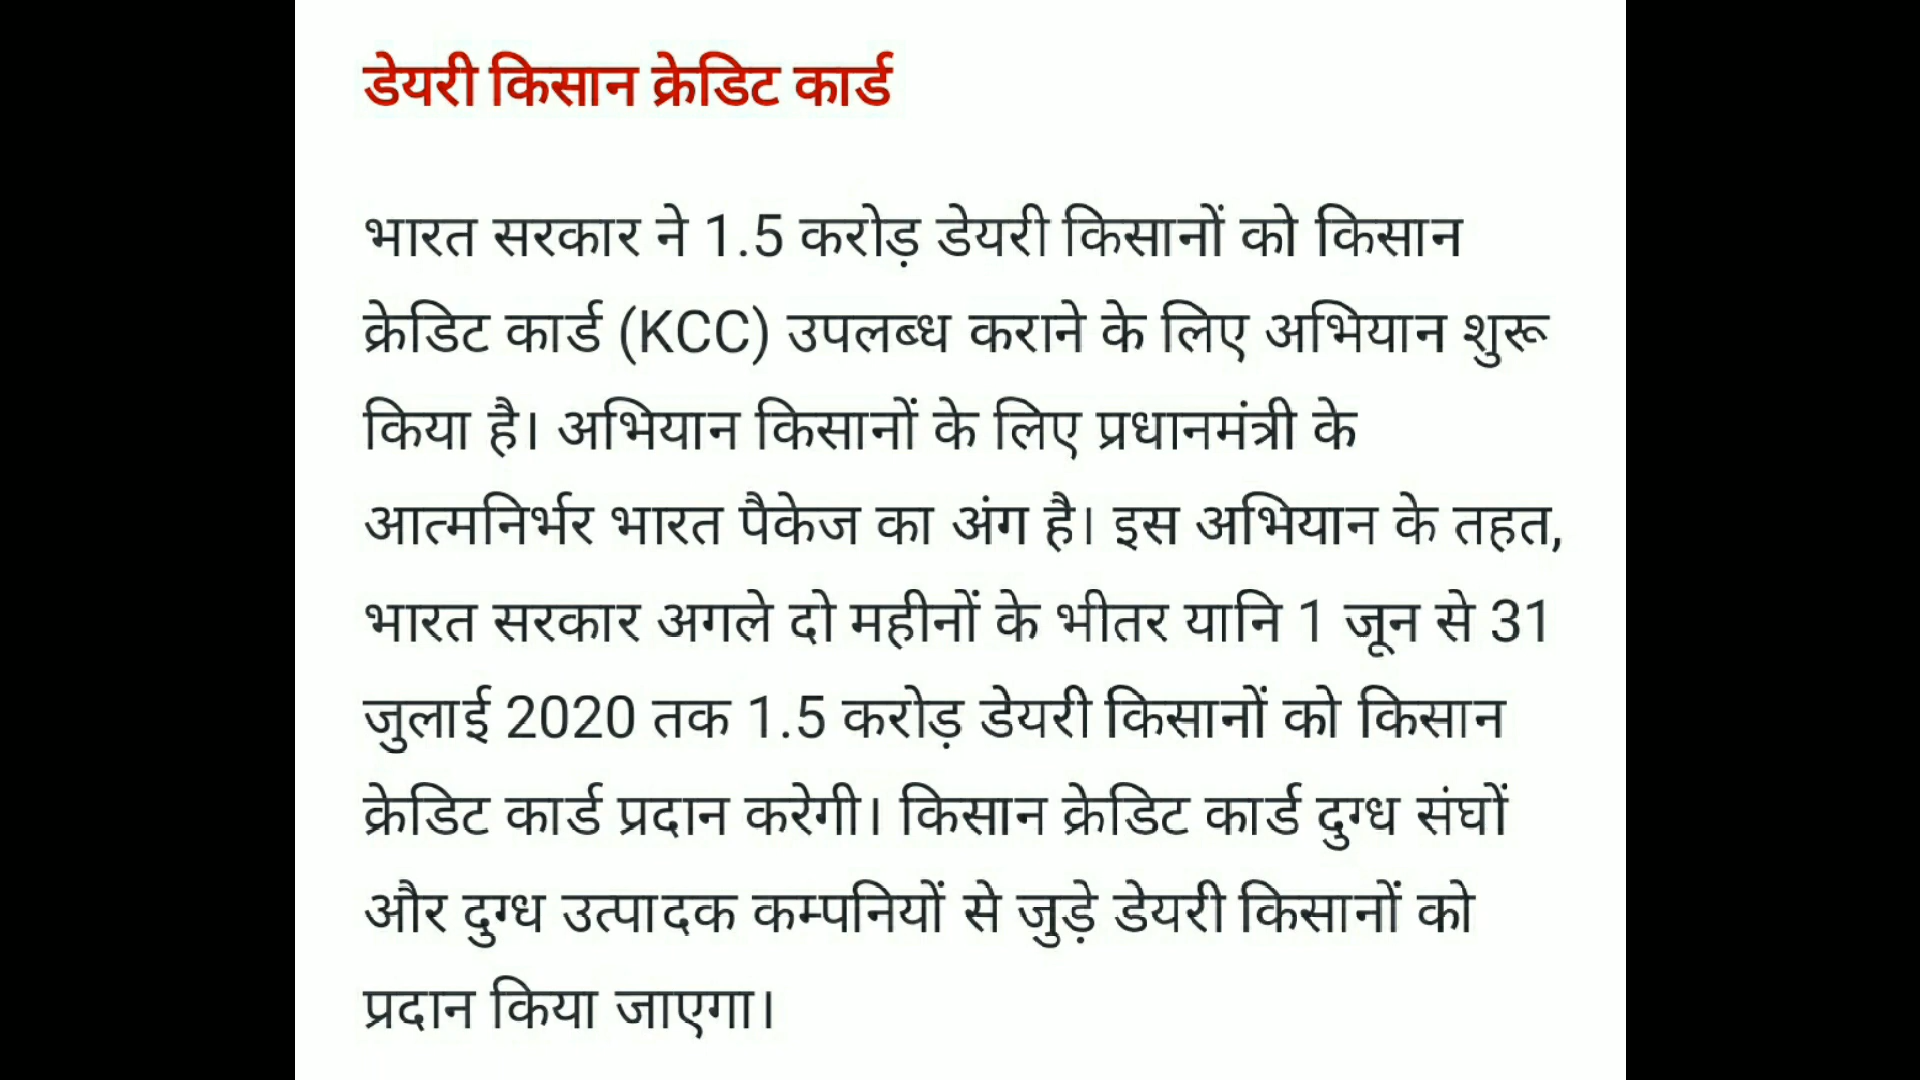 डेयरी किसान क्रेडिट कार्ड
भारत सरकार ने 1.5 करोड़ डेयरी किसानों को किसान
क्रेडिट कार्ड (KCC) उपलब्ध कराने के लिए अभियान शुरू
किया है। अभियान किसानों के लिए प्रधानमंत्री के
आत्मनिर्भर भारत पैकेज का अंग है। इस अभियान के तहत,
भारत सरकार अगले दो महीनों के भीतर यानि 1 जून से 31
जुलाई 2020 तक 1.5 करोड़ डेयरी किसानों को किसान
क्रेडिट कार्ड प्रदान करेगी। किसान क्रेडिट कार्ड दुग्ध संघों
और दुग्ध उत्पादक कम्पनियों से जुड़े डेयरी किसानों को
प्रदान किया जाएगा।